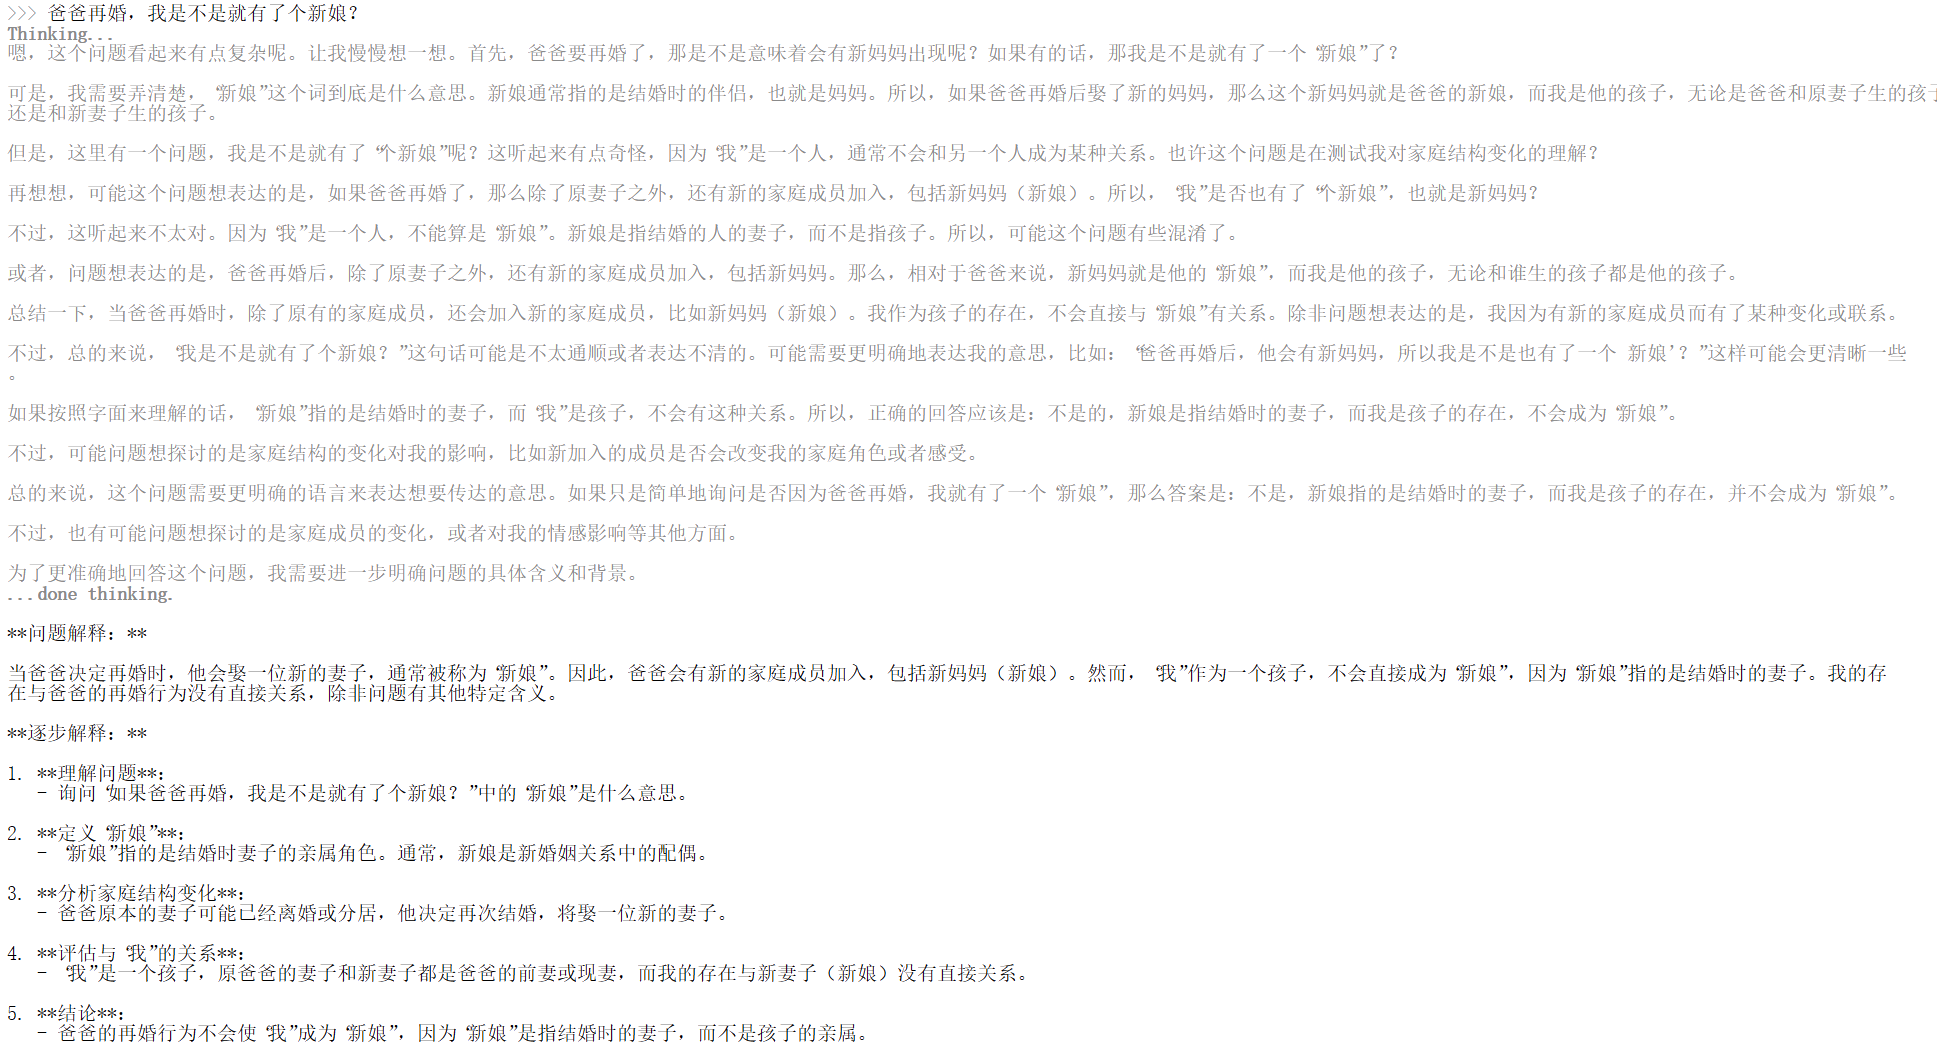 >>> 爸爸再婚，我是不是就有了个新娘？
Thinking...
嗯，这个问题看起来有点复杂呢。让我慢慢想一想。首先，爸爸要再婚了，那是不是意味着会有新妈妈出现呢？如果有的话，那我是不是就有了一个“新娘”了？
可是，我需要弄清楚，“新娘”这个词到底是什么意思。新娘通常指的是结婚时的伴侣，也就是妈妈。所以，如果爸爸再婚后娶了新的妈妈，那么这个新妈妈就是爸爸的新娘，而我是他的孩子，无论是爸爸和原妻子生的孩子
还是和新妻子生的孩子。
但是，这里有一个问题，我是不是就有了“个新娘”呢？这听起来有点奇怪，因为“我”是一个人，通常不会和另一个人成为某种关系。也许这个问题是在测试我对家庭结构变化的理解？
再想想，可能这个问题想表达的是，如果爸爸再婚了，那么除了原妻子之外，还有新的家庭成员加入，包括新妈妈（新娘）。所以，“我”是否也有了“个新娘”，也就是新妈妈？
不过，这听起来不太对。因为“我”是一个人，不能算是“新娘”。新娘是指结婚的人的妻子，而不是指孩子。所以，可能这个问题有些混淆了。
或者，问题想表达的是，爸爸再婚后，除了原妻子之外，还有新的家庭成员加入，包括新妈妈。那么，相对于爸爸来说，新妈妈就是他的“新娘”，而我是他的孩子，无论和谁生的孩子都是他的孩子。
总结一下，当爸爸再婚时，除了原有的家庭成员，还会加入新的家庭成员，比如新妈妈（新娘）。我作为孩子的存在，不会直接与“新娘”有关系。除非问题想表达的是，我因为有新的家庭成员而有了某种变化或联系。
不过，总的来说，“我是不是就有了个新娘？”这句话可能是不太通顺或者表达不清的。可能需要更明确地表达我的意思，比如：“爸爸再婚后，他会有新妈妈，所以我是不是也有了一个 新娘’？”这样可能会更清晰一些
。
如果按照字面来理解的话，“新娘”指的是结婚时的妻子，而“我”是孩子，不会有这种关系。所以，正确的回答应该是：不是的，新娘是指结婚时的妻子，而我是孩子的存在，不会成为“新娘”。
不过，可能问题想探讨的是家庭结构的变化对我的影响，比如新加入的成员是否会改变我的家庭角色或者感受。
总的来说，这个问题需要更明确的语言来表达想要传达的意思。如果只是简单地询问是否因为爸爸再婚，我就有了一个“新娘”，那么答案是：不是，新娘指的是结婚时的妻子，而我是孩子的存在，并不会成为“新娘”。
不过，也有可能问题想探讨的是家庭成员的变化，或者对我的情感影响等其他方面。
为了更准确地回答这个问题，我需要进一步明确问题的具体含义和背景。
...done thinking.
**问题解释：**
当爸爸决定再婚时，他会娶一位新的妻子，通常被称为“新娘”。因此，爸爸会有新的家庭成员加入，包括新妈妈（新娘）。然而，“我”作为一个孩子，不会直接成为“新娘”，因为“新娘”指的是结婚时的妻子。我的存
在与爸爸的再婚行为没有直接关系，除非问题有其他特定含义。
**逐步解释：**
1. **理解问题**：
- 询问“如果爸爸再婚，我是不是就有了个新娘？”中的“新娘”是什么意思。
2. **定义“新娘”**：
- “新娘”指的是结婚时妻子的亲属角色。通常，新娘是新婚姻关系中的配偶。
3. **分析家庭结构变化**：
- 爸爸原本的妻子可能已经离婚或分居，他决定再次结婚，将娶一位新的妻子。
4. **评估与“我”的关系**：
- “我”是一个孩子，原爸爸的妻子和新妻子都是爸爸的前妻或现妻，而我的存在与新妻子（新娘）没有直接关系。
5. **结论**：
- 爸爸的再婚行为不会使“我”成为“新娘”，因为“新娘”是指结婚时的妻子，而不是孩子的亲属。